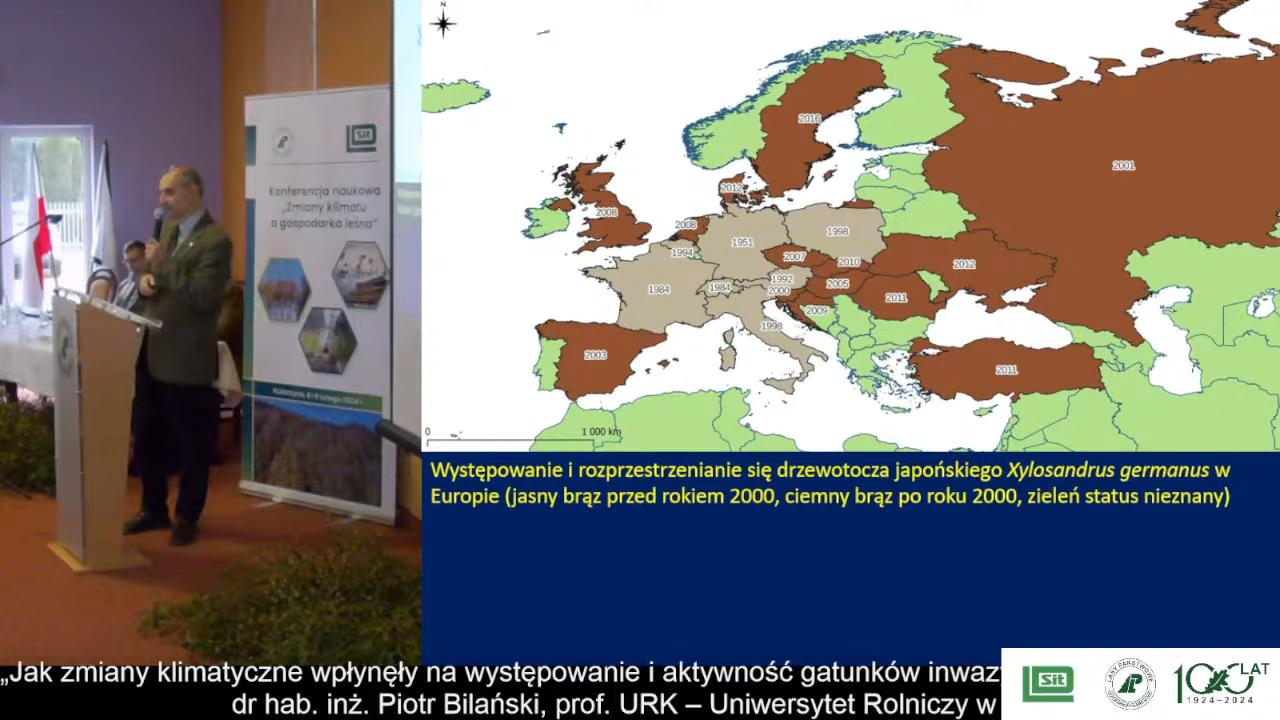 Sit
Konferencja naukowa
„Zmiany klimatu
a gospodarka leśna"
N
2016
2001
2012
2008
2008
1998
1951
1994
2007
2010
2012
1992
1984
1984
2000
2005
2011
2009
1998
2003
2011
0
1 000 km
Występowanie i rozprzestrzenianie się drzewotocza japońskiego Xylosandrus germanus w
Europie (jasny brąz przed rokiem 2000, ciemny brąz po roku 2000, zieleń status nieznany)
„Jak zmiany klimatyczne wpłynęły na występowanie i aktywność gatunków inwaz
dr hab. inż. Piotr Bilański, prof. URK – Uniwersytet Rolniczy w
Sit
LASY PAŃSTWOWE
100 LAT
1924–2024